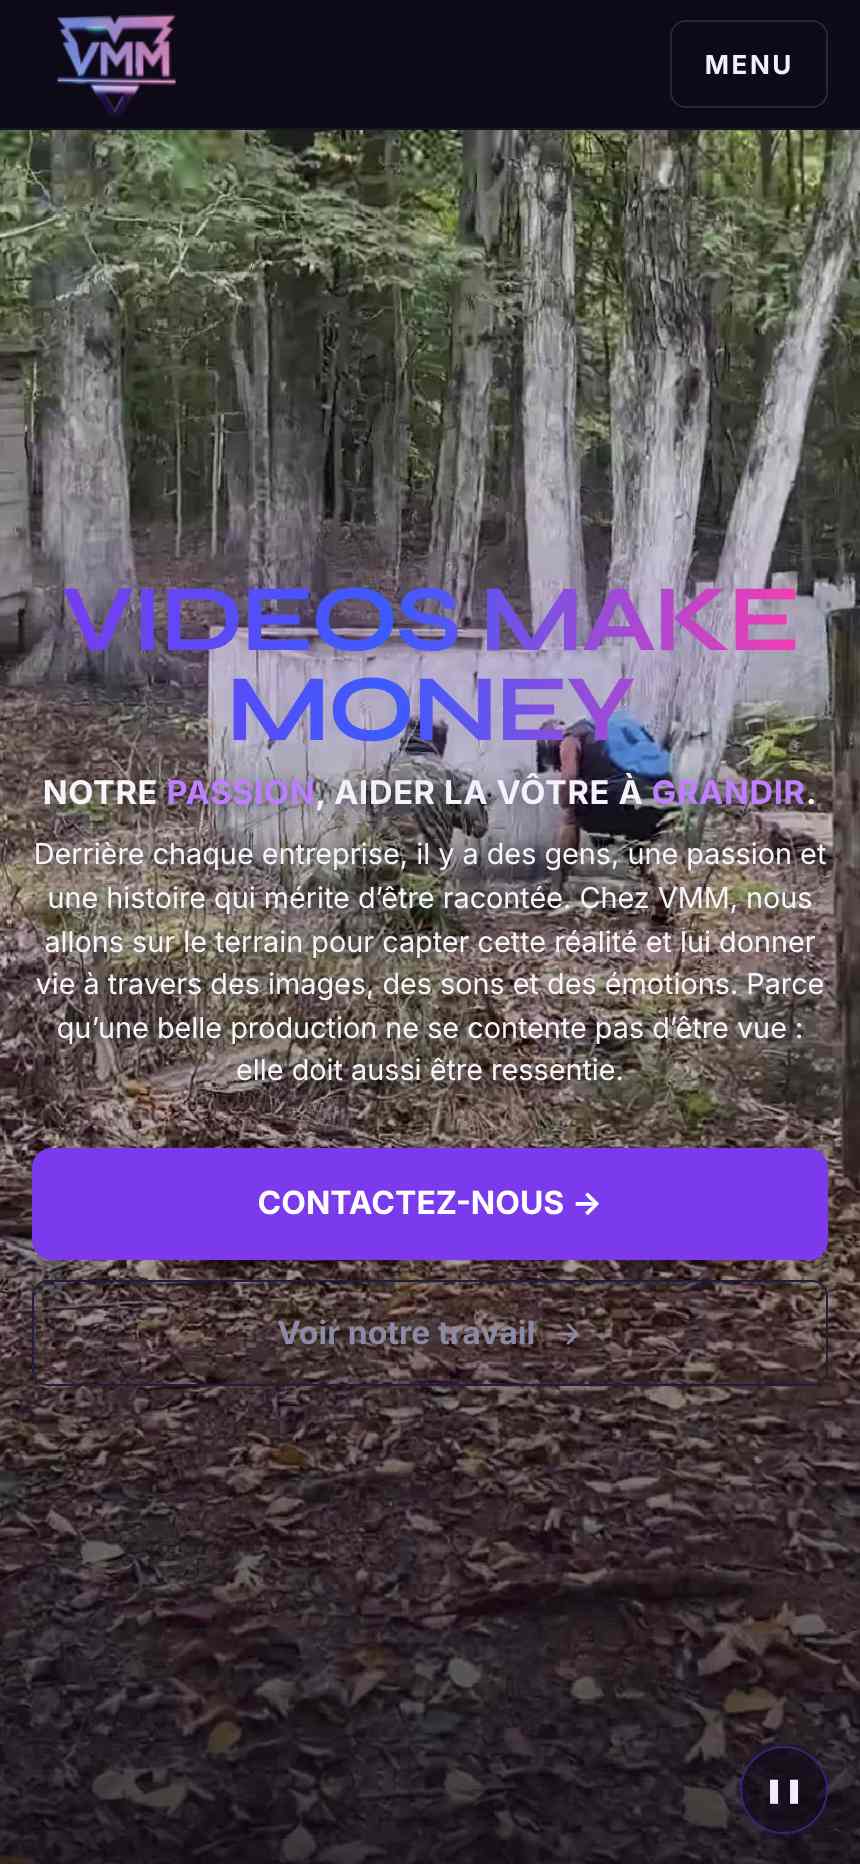 VMM
MENU
VIDEOS MAKE
MONEY
NOTRE PASSION, AIDER LA VÔTRE À GRANDIR.
Derrière chaque entreprise, il y a des gens, une passion et
une histoire qui mérite d’être racontée. Chez VMM, nous
allons sur le terrain pour capter cette réalité et lui donner
vie à travers des images, des sons et des émotions. Parce
qu’une belle production ne se contente pas d’être vue :
elle doit aussi être ressentie.
CONTACTEZ-NOUS →
Voir notre travail →